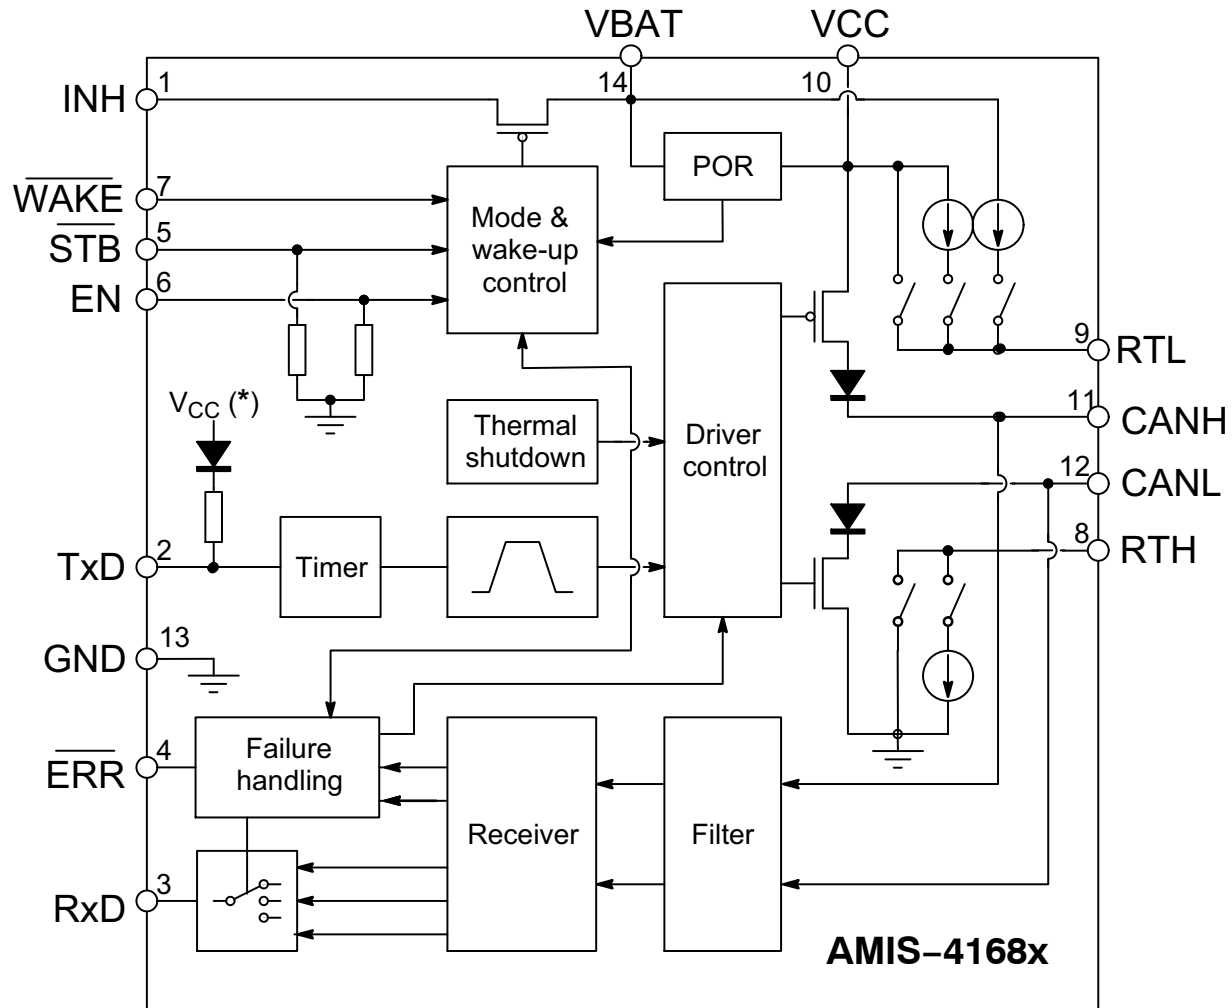 VBAT VCC
1 14 10
INH
POR
7
WAKE
5
STB
6
EN
Mode &
wake-up
control
9
RTL
VCC (*)
Thermal
shutdown
Driver
control
11
CANH
12
CANL
8
RTH
2
TxD
Timer
13
GND
4
ERR
Failure
handling
Receiver
Filter
3
RxD
AMIS–4168x